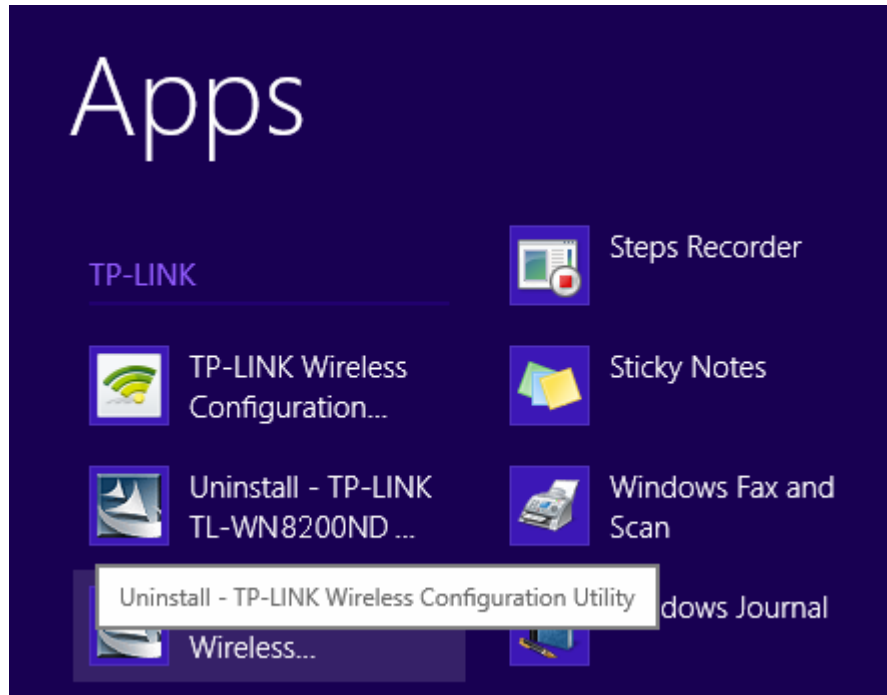 Apps
TP-LINK
TP-LINK Wireless
Configuration...
Uninstall - TP-LINK
TL-WN8200ND ...
Uninstall - TP-LINK Wireless Configuration Utility
Wireless...
Steps Recorder
Sticky Notes
Windows Fax and
Scan
dows Journal